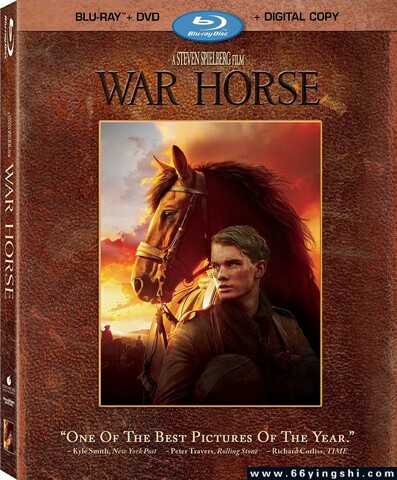 BLU-RAY™ + DVD
Blu-ray Disc
+ DIGITAL COPY
A STEVEN SPIELBERG FILM
WAR HORSE
WAR HORSE
"ONE OF THE BEST PICTURES OF THE YEAR."
– Kyle Smith, New York Post – Peter Travers, Rolling Stone – Richard Corliss, TIME
www.66yingshi.com